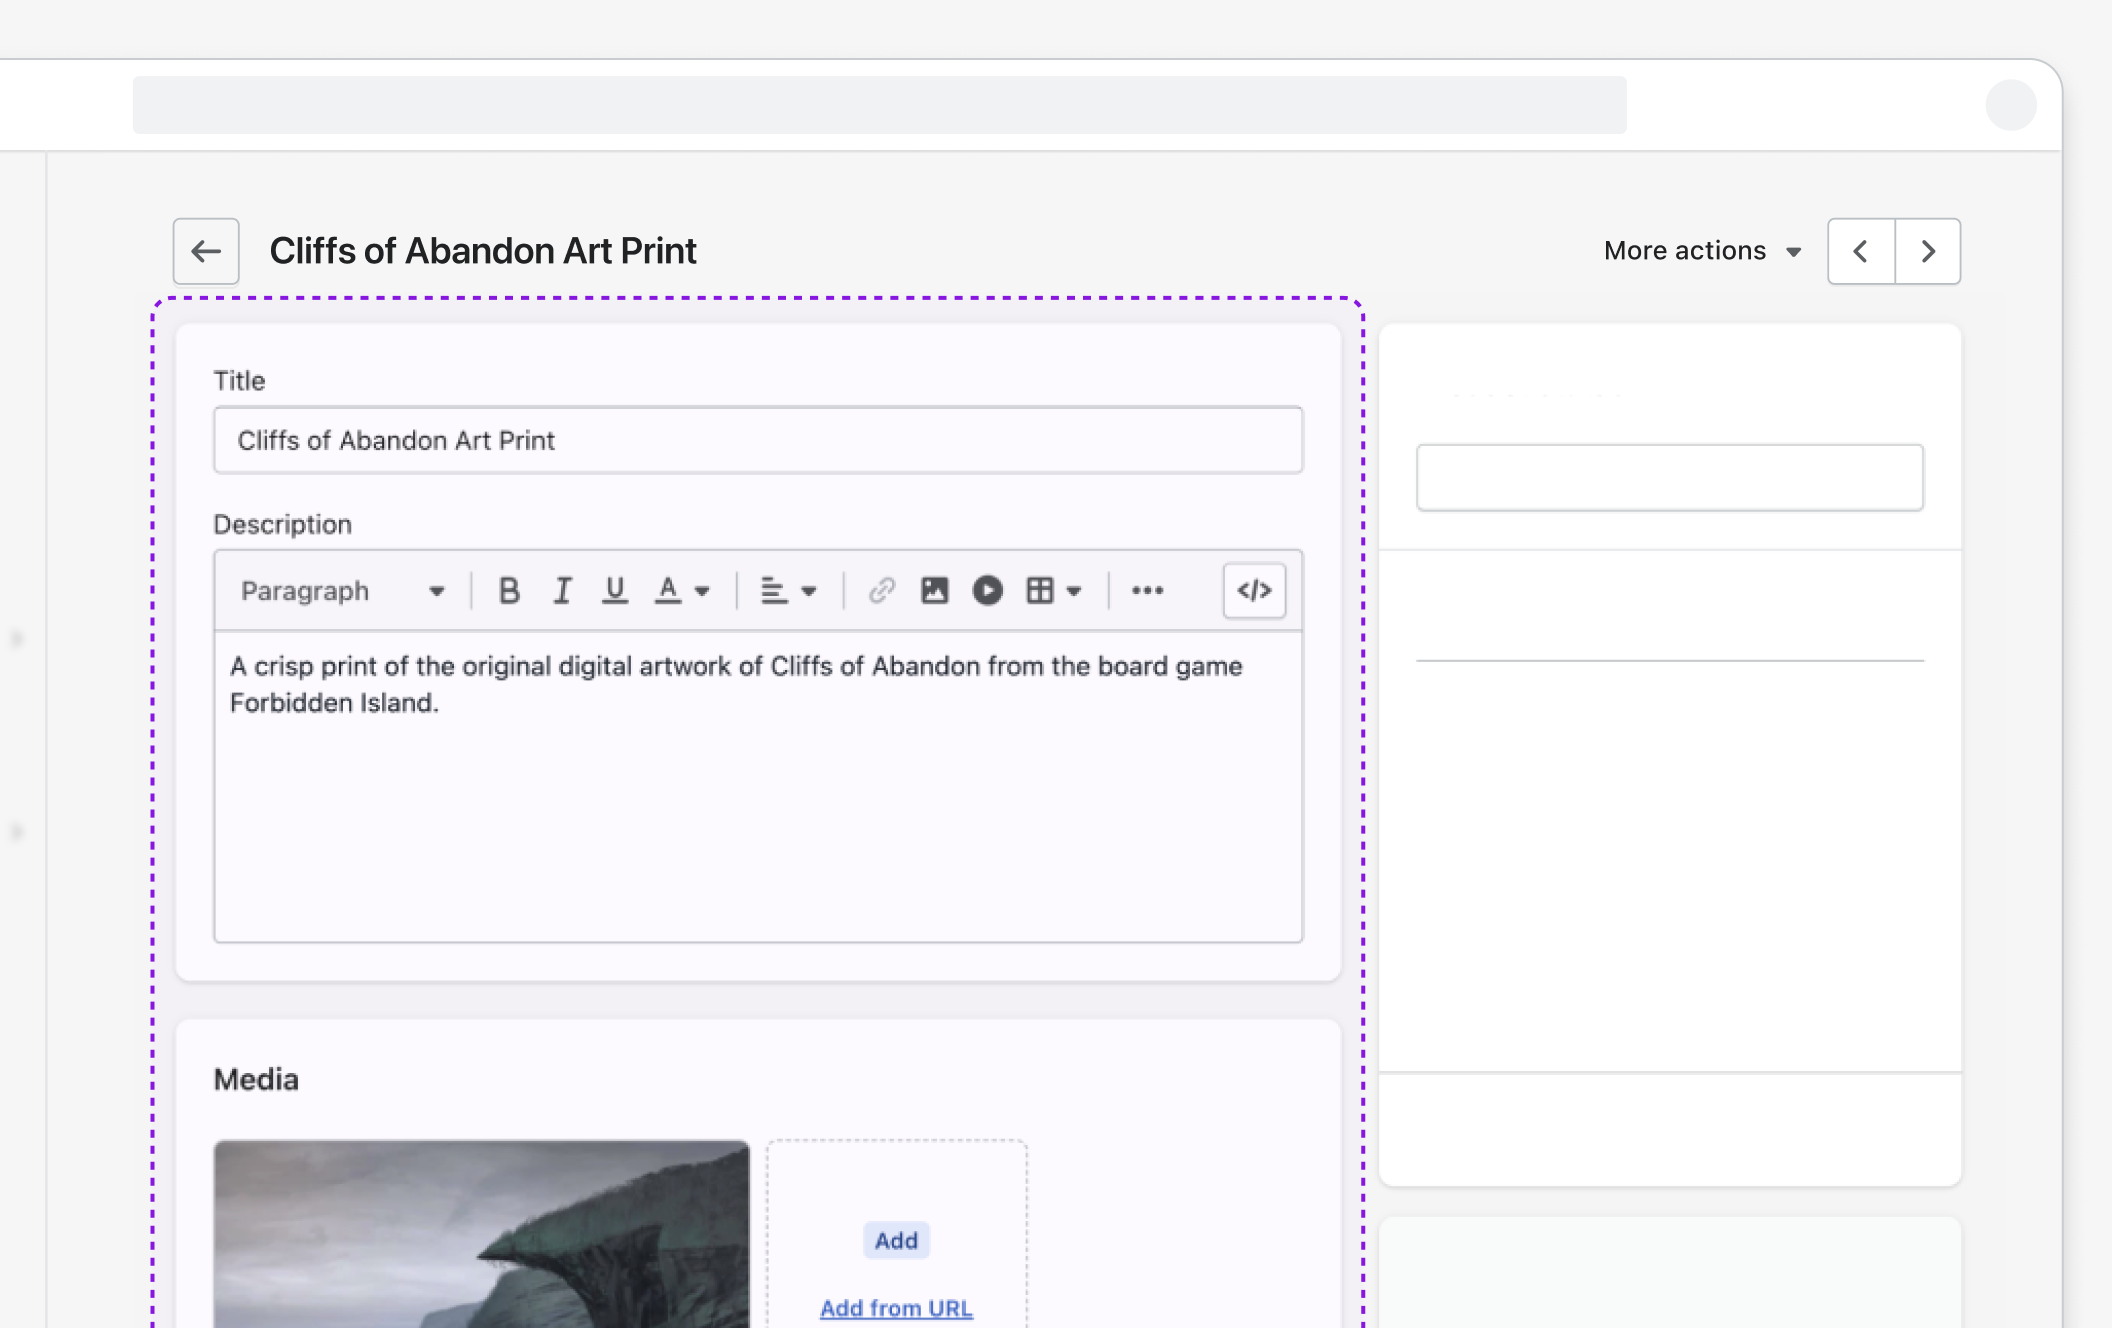 Cliffs of Abandon Art Print
More actions
Title
Cliffs of Abandon Art Print
Description
Paragraph B I U A </>
A crisp print of the original digital artwork of Cliffs of Abandon from the board game
Forbidden Island.
Media
Add
Add from URL